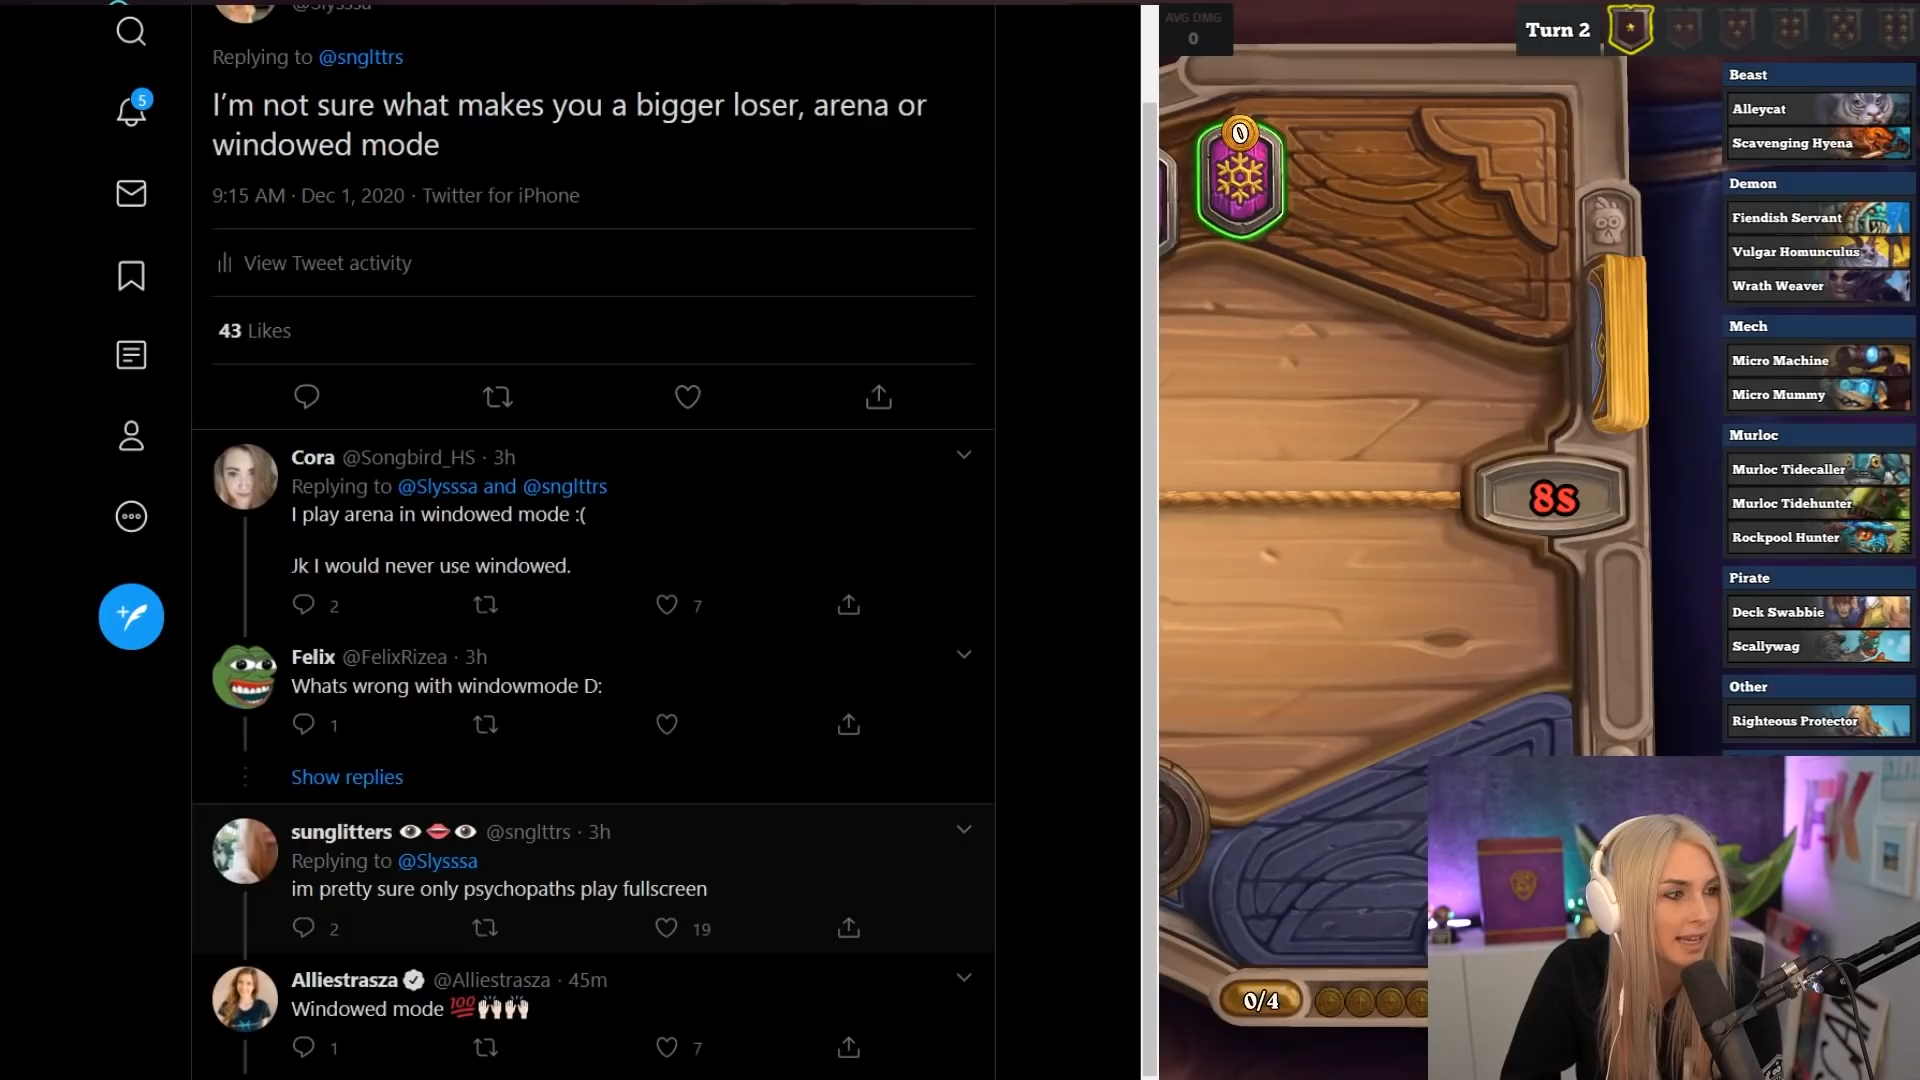 @Slysssa
Replying to @snglttrs
I'm not sure what makes you a bigger loser, arena or
windowed mode
9:15 AM · Dec 1, 2020 · Twitter for iPhone
View Tweet activity
43 Likes
5
Cora @Songbird_HS · 3h
Replying to @Slysssa and @snglttrs
I play arena in windowed mode :(
Jk I would never use windowed.
2 7
Felix @FelixRizea · 3h
Whats wrong with windowmode D:
1
Show replies
sunglitters 👁️👄👁️ @snglttrs · 3h
Replying to @Slysssa
im pretty sure only psychopaths play fullscreen
2 19
Alliestrasza @Alliestrasza · 45m
Windowed mode 💯🙌🏻🙌🏻
1 7
AVG DMG
0
Turn 2
0
8s
0/4
Beast
Alleycat
Scavenging Hyena
Demon
Fiendish Servant
Vulgar Homunculus
Wrath Weaver
Mech
Micro Machine
Micro Mummy
Murloc
Murloc Tidecaller
Murloc Tidehunter
Rockpool Hunter
Pirate
Deck Swabbie
Scallywag
Other
Righteous Protector